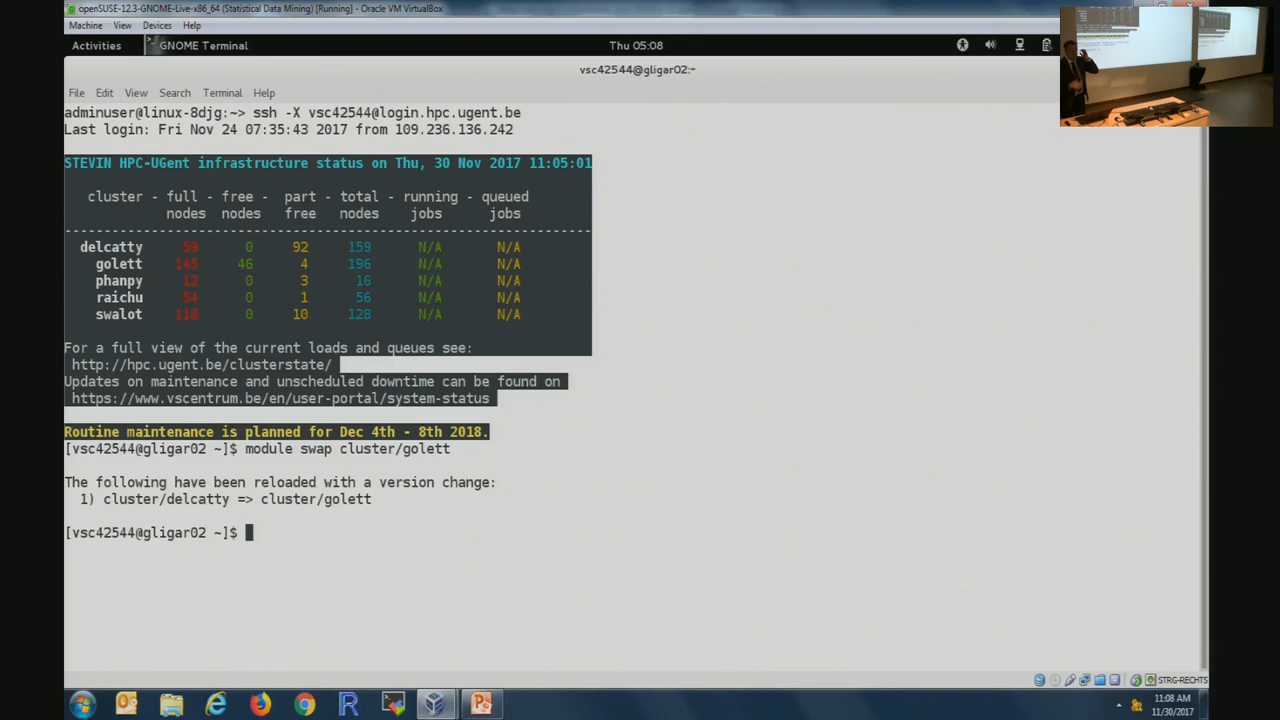 openSUSE-12.3-GNOME-Live-x86_64 (Statistical Data Mining) [Running] - Oracle VM VirtualBox
Machine View Devices Help
Activities GNOME Terminal Thu 05:08
vsc42544@gligar02:~
File Edit View Search Terminal Help
adminuser@linux-8djg:~> ssh -X vsc42544@login.hpc.ugent.be
Last login: Fri Nov 24 07:35:43 2017 from 109.236.136.242
STEVIN HPC-UGent infrastructure status on Thu, 30 Nov 2017 11:05:01
cluster - full - free - part - total - running - queued
nodes nodes free nodes jobs jobs
-------------------------------------------------------------------
delcatty 59 0 92 159 N/A N/A
golett 145 46 4 196 N/A N/A
phanpy 12 0 3 16 N/A N/A
raichu 54 0 1 56 N/A N/A
swalot 118 0 10 128 N/A N/A
For a full view of the current loads and queues see:
http://hpc.ugent.be/clusterstate/
Updates on maintenance and unscheduled downtime can be found on
https://www.vscentrum.be/en/user-portal/system-status
Routine maintenance is planned for Dec 4th - 8th 2018.
[vsc42544@gligar02 ~]$ module swap cluster/golett
The following have been reloaded with a version change:
1) cluster/delcatty => cluster/golett
[vsc42544@gligar02 ~]$
STRG-RECHTS
11:08 AM
11/30/2017